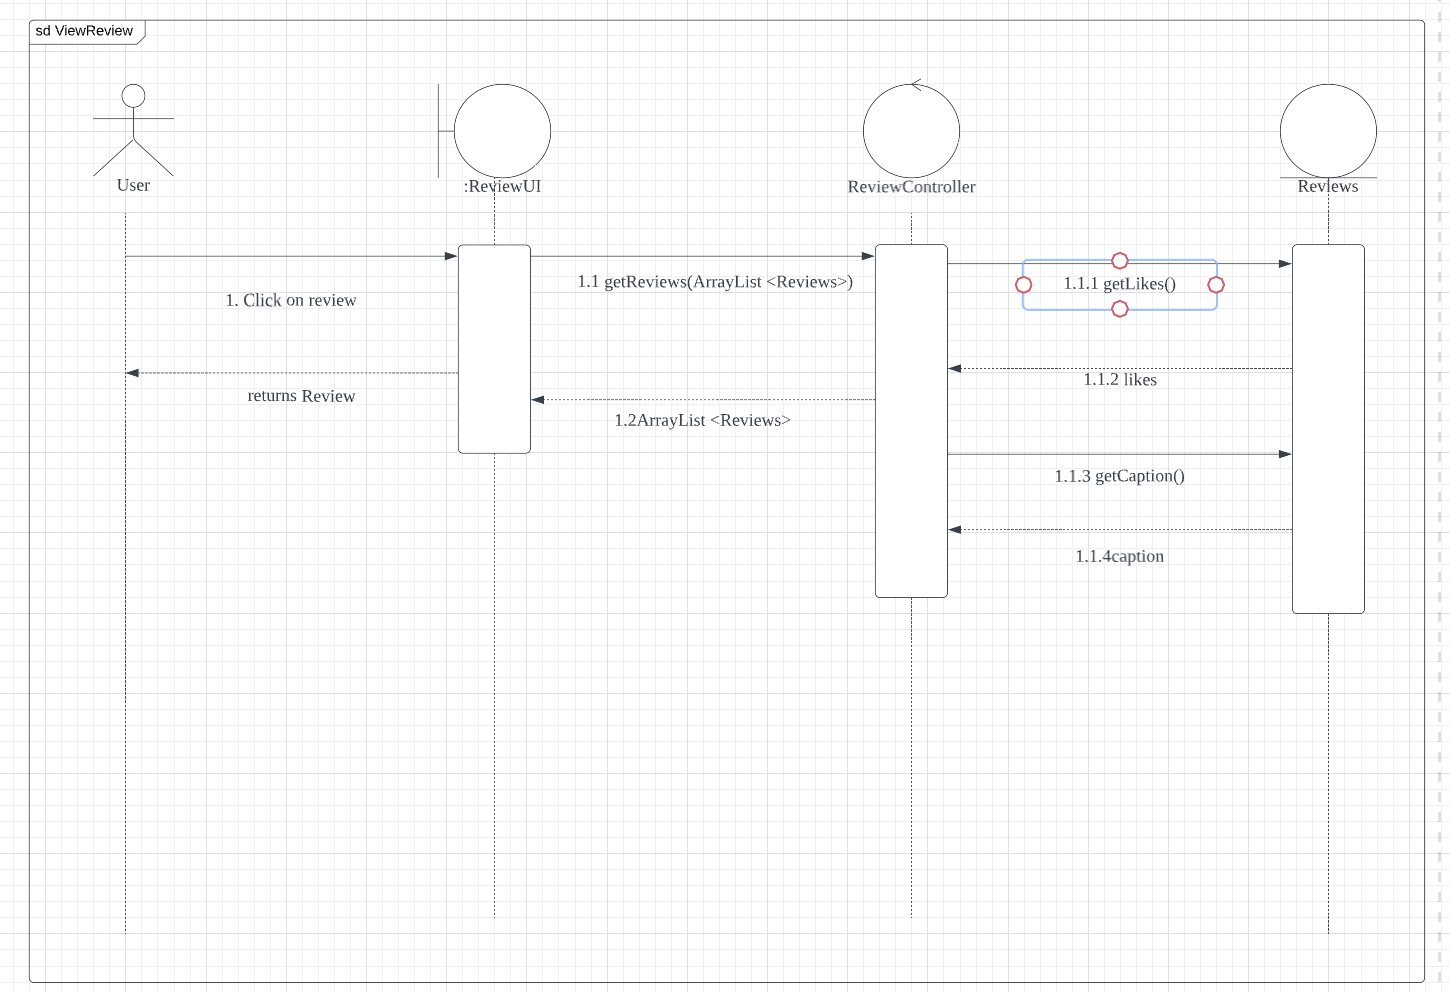 sd ViewReview
User
:ReviewUI
ReviewController
Reviews
1. Click on review
1.1 getReviews(ArrayList <Reviews>)
1.1.1 getLikes()
1.1.2 likes
returns Review
1.2ArrayList <Reviews>
1.1.3 getCaption()
1.1.4caption